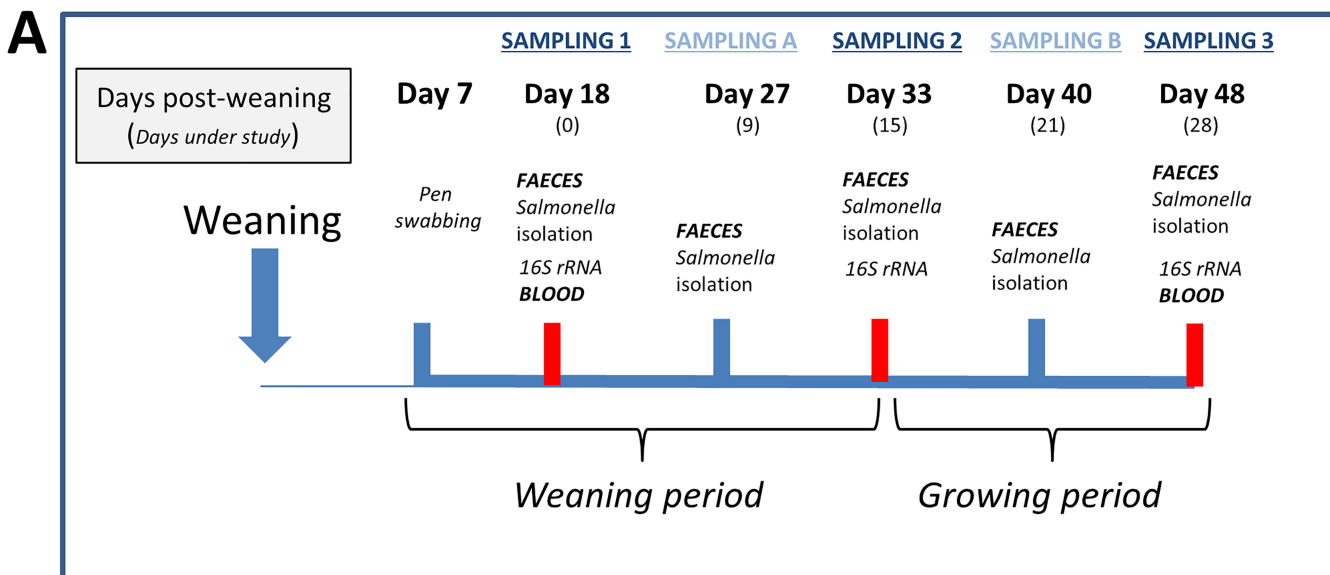 A
SAMPLING 1
SAMPLING A
SAMPLING 2
SAMPLING B
SAMPLING 3
Days post-weaning
(Days under study)
Day 7
Day 18
(0)
Day 27
(9)
Day 33
(15)
Day 40
(21)
Day 48
(28)
Weaning
Pen
swabbing
FAECES
Salmonella
isolation
16S rRNA
BLOOD
FAECES
Salmonella
isolation
FAECES
Salmonella
isolation
16S rRNA
FAECES
Salmonella
isolation
FAECES
Salmonella
isolation
16S rRNA
BLOOD
Weaning period
Growing period